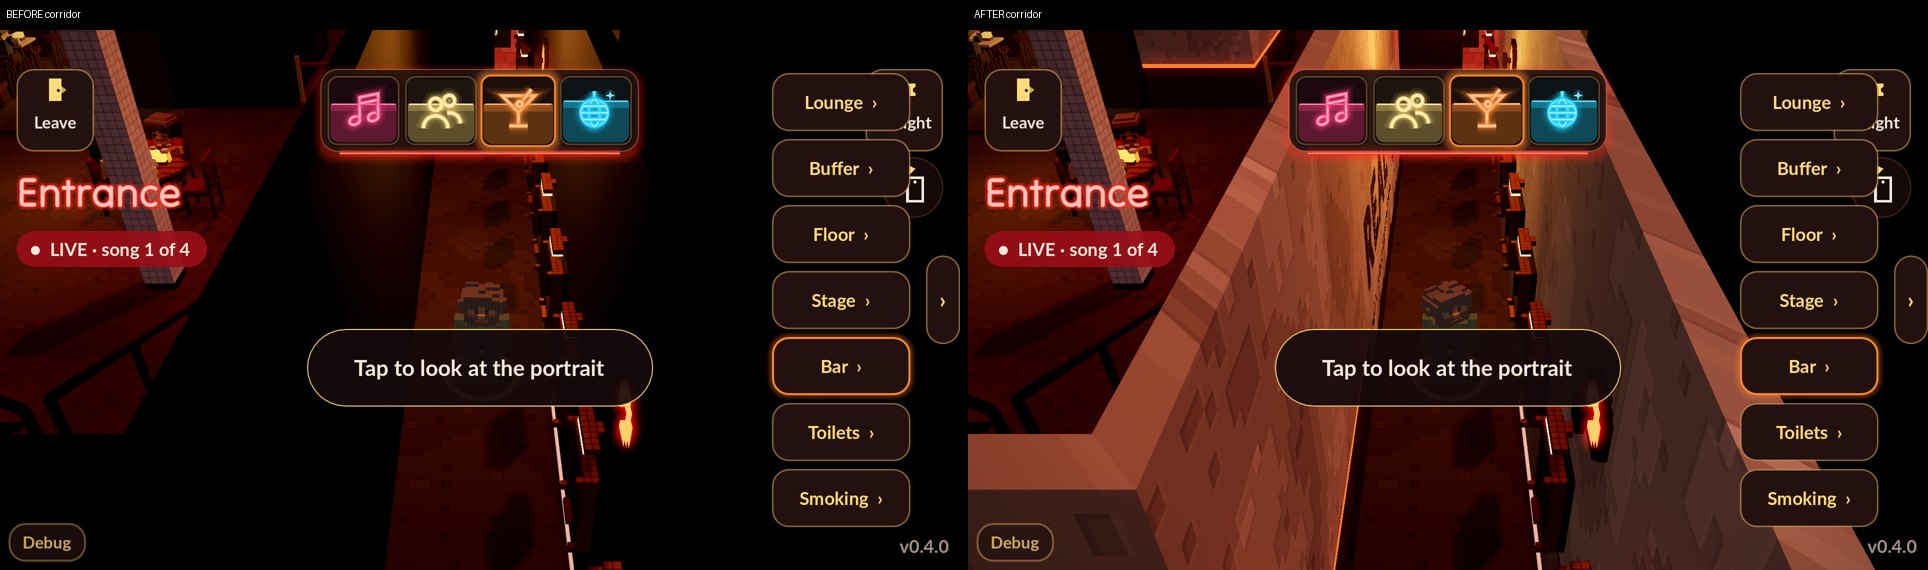 BEFORE corridor
Leave
Entrance
LIVE · song 1 of 4
Tap to look at the portrait
Lounge ›
ght
Buffer ›
Floor ›
Stage ›
›
Bar ›
Toilets ›
Smoking ›
Debug
v0.4.0
AFTER corridor
Leave
Entrance
LIVE · song 1 of 4
Tap to look at the portrait
Lounge ›
ght
Buffer ›
Floor ›
Stage ›
›
Bar ›
Toilets ›
Smoking ›
Debug
v0.4.0